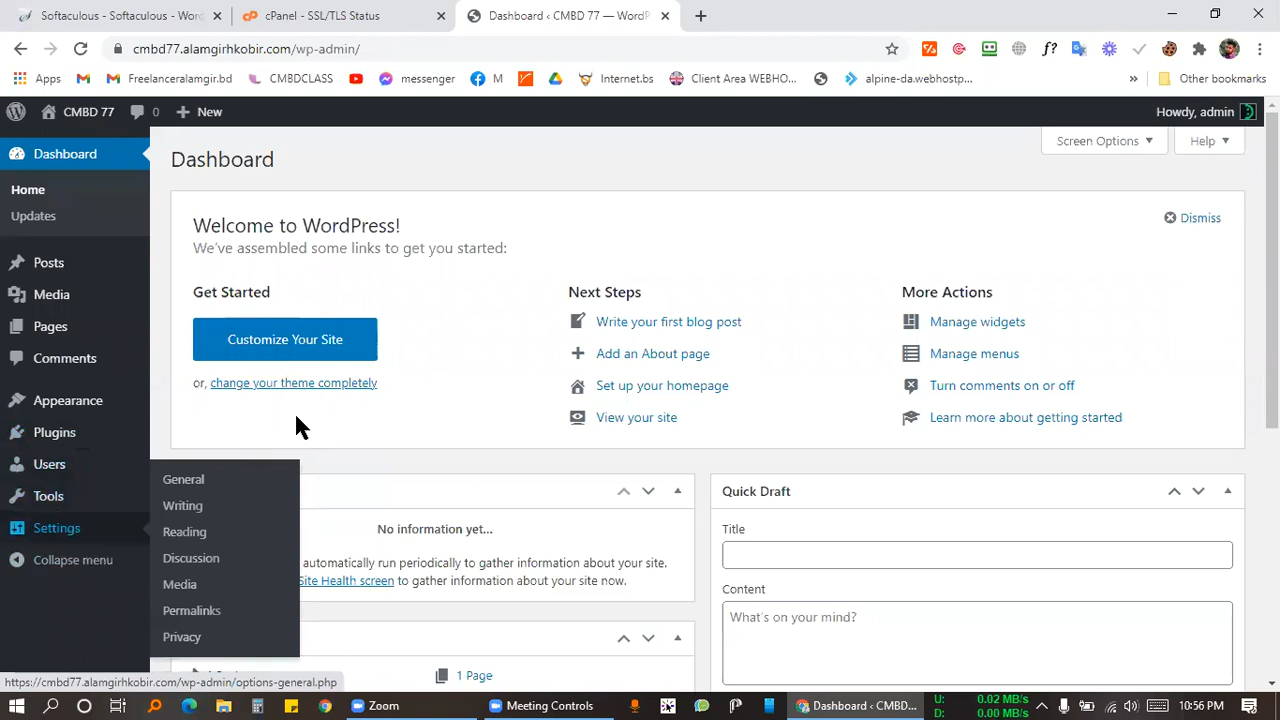 Softaculous - Softaculous - Word
cPanel - SSL/TLS Status
Dashboard ‹ CMBD 77 — WordP
cmbd77.alamgirhkobir.com/wp-admin/
Apps
Freelanceralamgir.bd
CMBDCLASS
messenger
M
Internet.bs
Client Area WEBHO...
alpine-da.webhostp...
»
Other bookmarks
CMBD 77
0
New
Howdy, admin
Dashboard
Home
Updates
Posts
Media
Pages
Comments
Appearance
Plugins
Users
Tools
Settings
Collapse menu
General
Writing
Reading
Discussion
Media
Permalinks
Privacy
Screen Options
Help
Dashboard
Welcome to WordPress!
We've assembled some links to get you started:
Dismiss
Get Started
Customize Your Site
or, change your theme completely
Next Steps
Write your first blog post
Add an About page
Set up your homepage
View your site
More Actions
Manage widgets
Manage menus
Turn comments on or off
Learn more about getting started
No information yet...
automatically run periodically to gather information about your site.
Site Health screen to gather information about your site now.
1 Page
Quick Draft
Title
Content
What's on your mind?
https://cmbd77.alamgirhkobir.com/wp-admin/options-general.php
Zoom
Meeting Controls
Dashboard ‹ CMBD...
U: 0.02 MB/s
D: 0.00 MB/s
10:56 PM